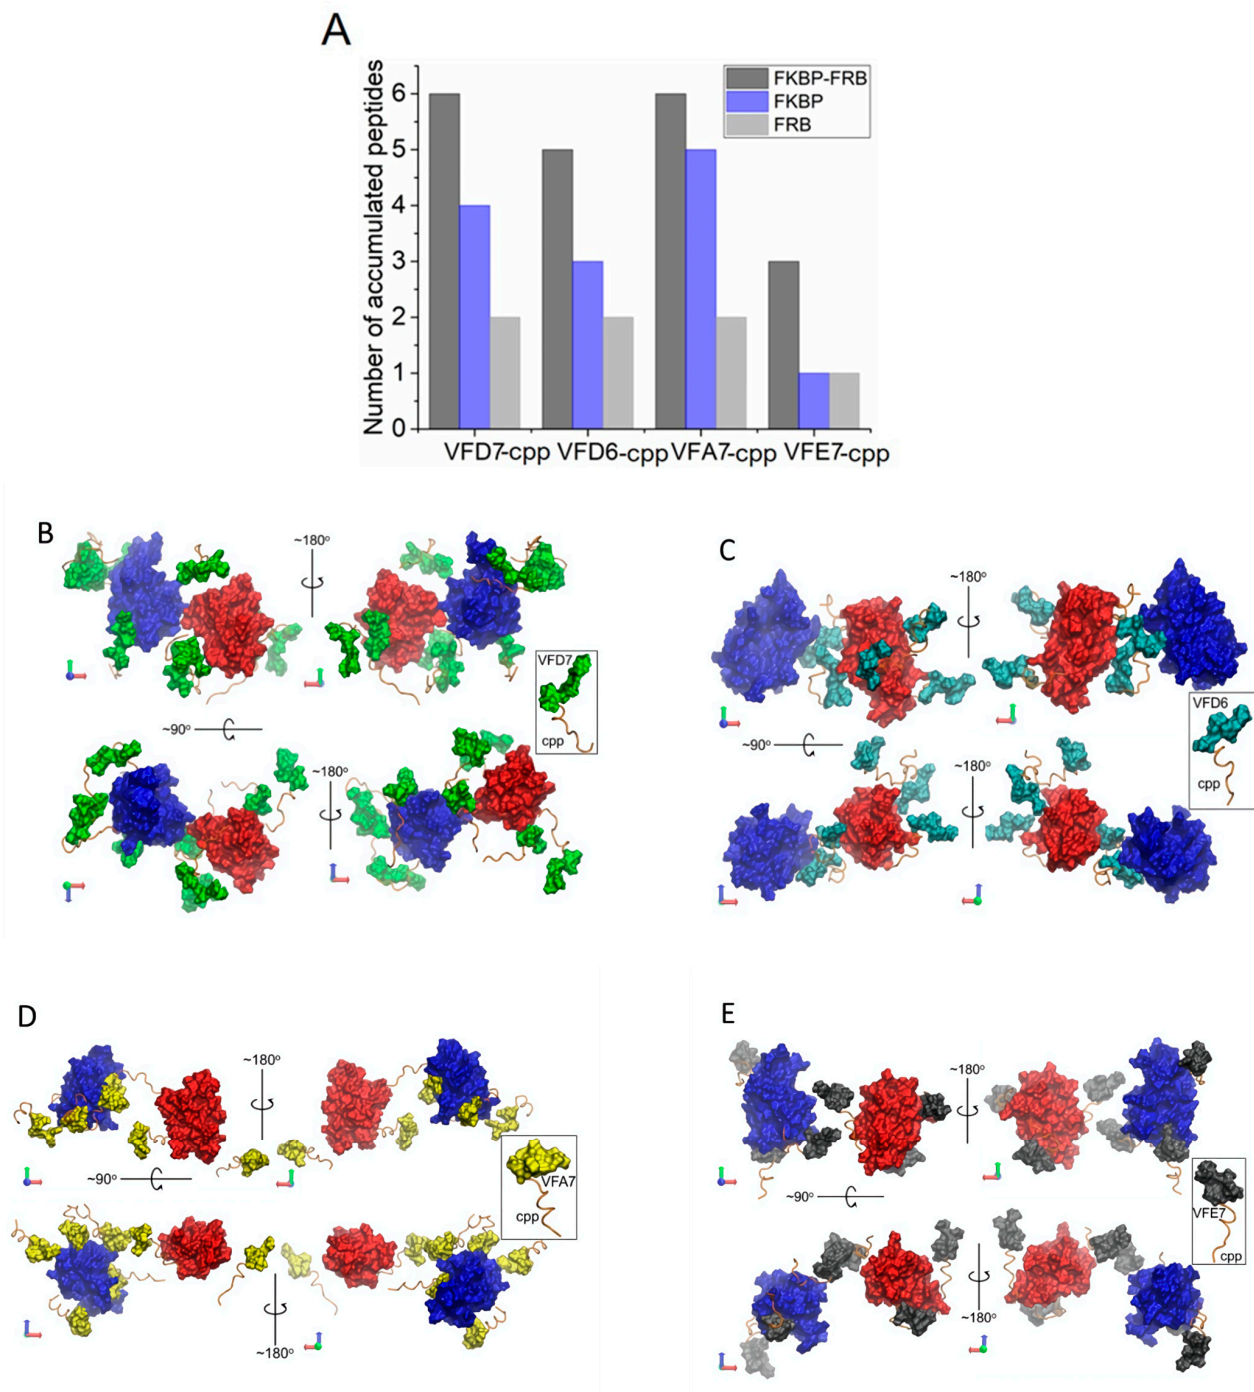 A
Number of accumulated peptides
6
5
4
3
2
1
0
FKBP-FRB
FKBP
FRB
VFD7-cpp VFD6-cpp VFA7-cpp VFE7-cpp
B
~180°
VFD7
cpp
~90°
~180°
C
~180°
VFD6
cpp
~90°
~180°
D
~180°
VFA7
cpp
~90°
~180°
E
~180°
VFE7
cpp
~90°
~180°